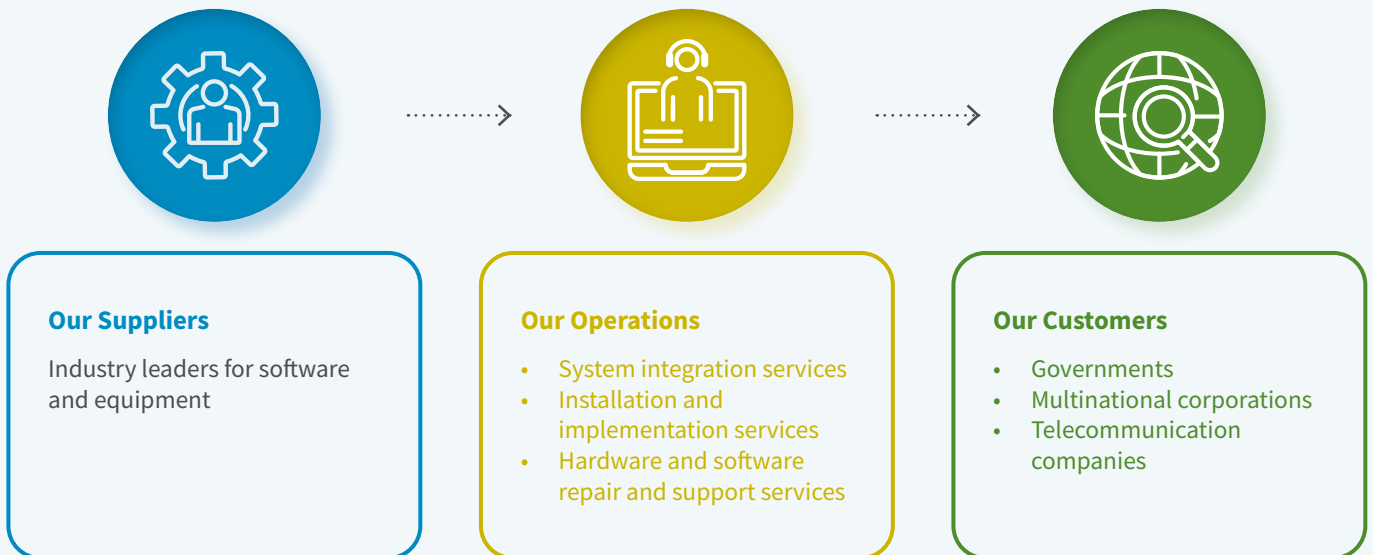 Our Suppliers
Industry leaders for software
and equipment
Our Operations
• System integration services
• Installation and
implementation services
• Hardware and software
repair and support services
Our Customers
• Governments
• Multinational corporations
• Telecommunication
companies